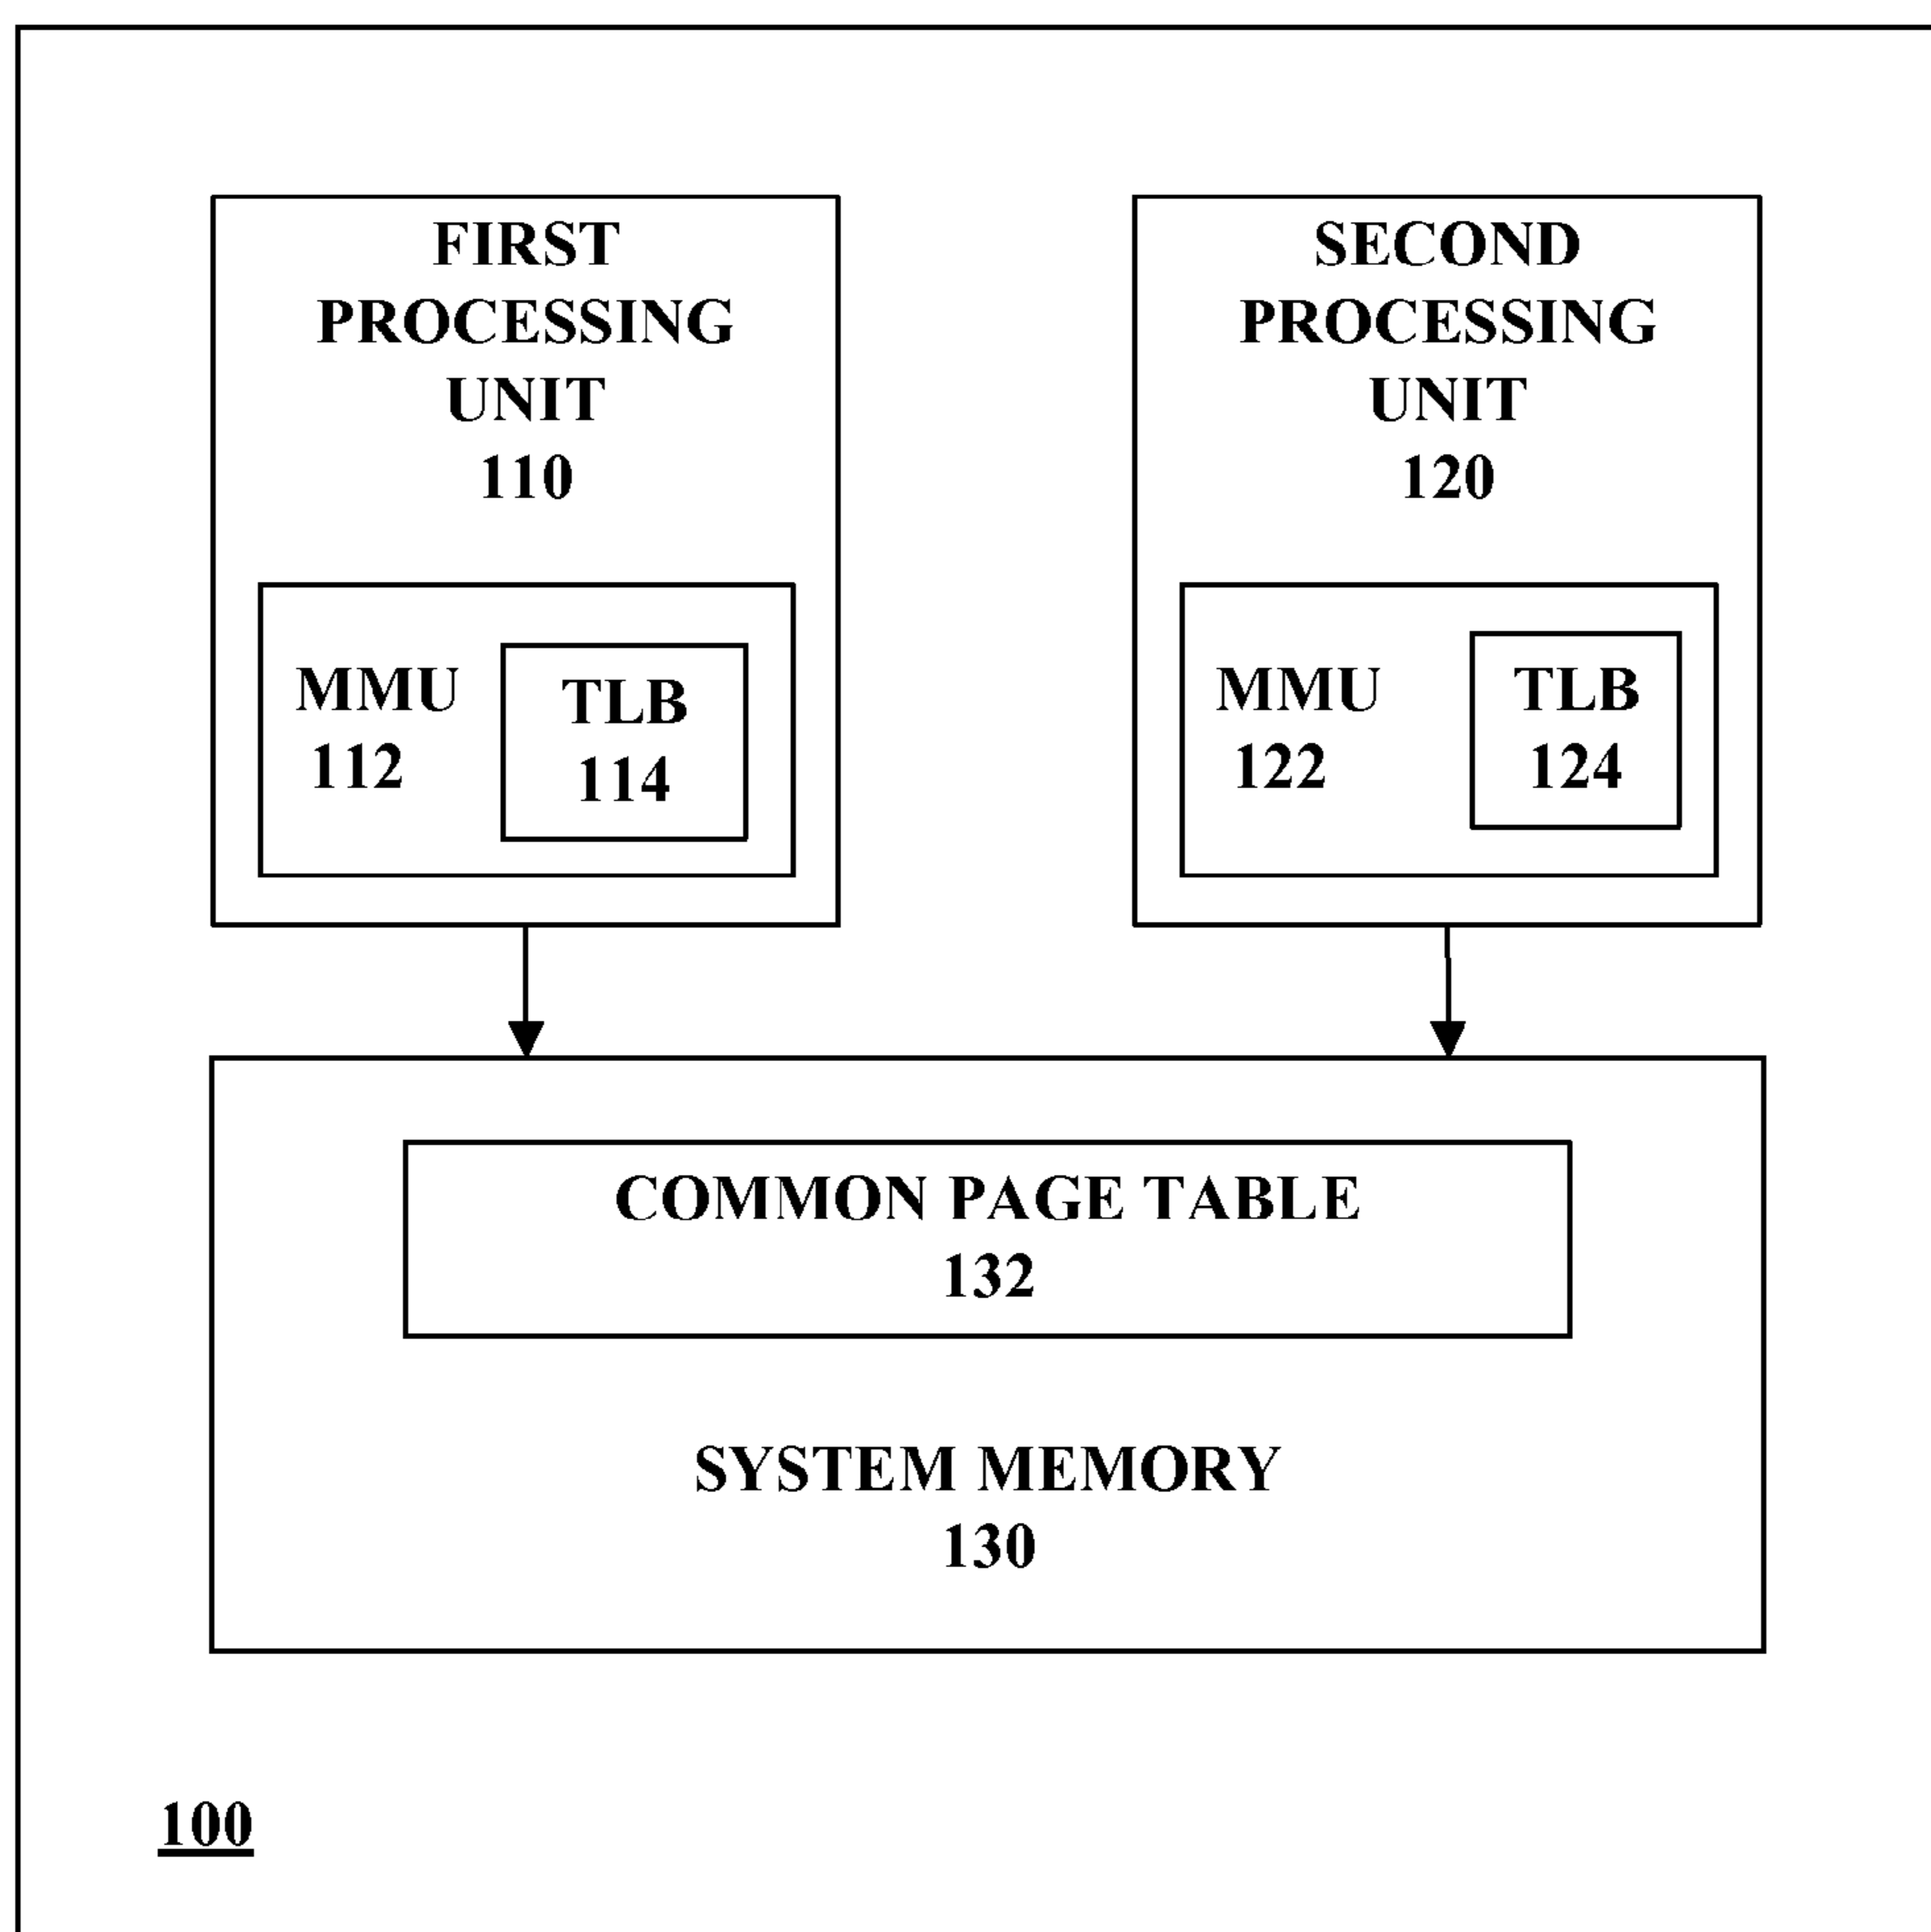 FIRST
PROCESSING
UNIT
110
MMU
112
TLB
114
SECOND
PROCESSING
UNIT
120
MMU
122
TLB
124
COMMON PAGE TABLE
132
SYSTEM MEMORY
130
100